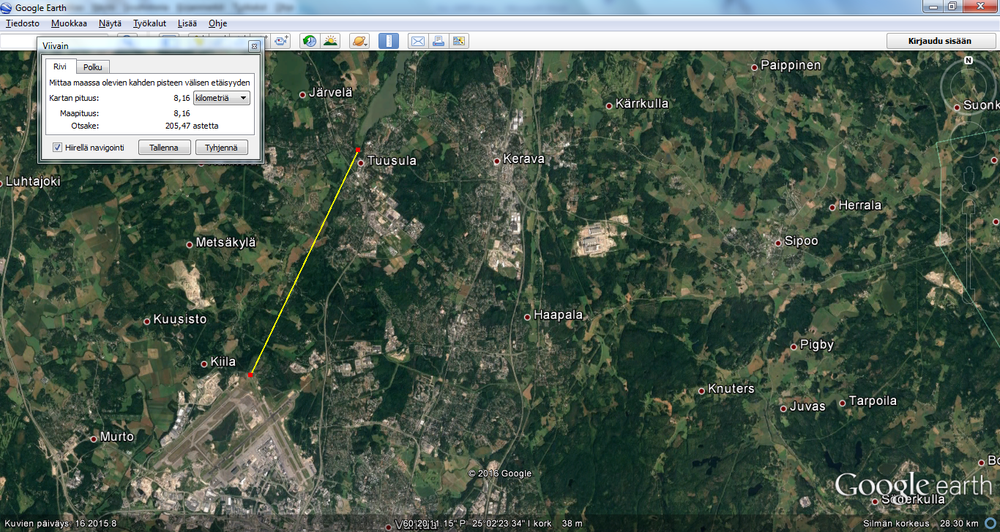 Google Earth
Tiedosto Muokkaa Näytä Työkalut Lisää Ohje
Kirjaudu sisään
Viivain
Rivi Polku
Mittaa maassa olevien kahden pisteen välisen etäisyyden
Kartan pituus: 8,16 kilometriä
Maapituus: 8,16
Otsake: 205,47 astetta
Hiirellä navigointi Tallenna Tyhjennä
N
Paippinen
Järvelä
Kärrkulla
Suonk
Tuusula
Kerava
Luhtajoki
Herrala
Metsäkylä
Sipoo
Haapala
Kuusisto
Pigby
Kiila
Knuters
Tarpoila
Juvas
Murto
Bo
© 2016 Google
Google earth
Söderkulla
Kuvien päiväys: 16.2015.8
60°20'11.15" P 25°02'23.34" I kork 38 m
Silmän korkeus 28.30 km